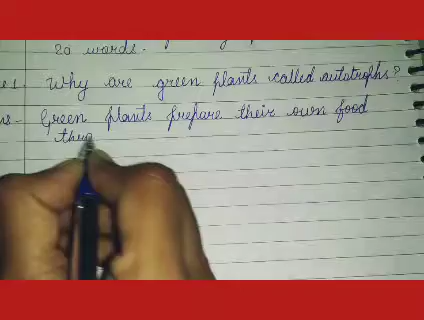 20 words.
Why are green plants called autotrophs?
Green plants prepare their own food
thro